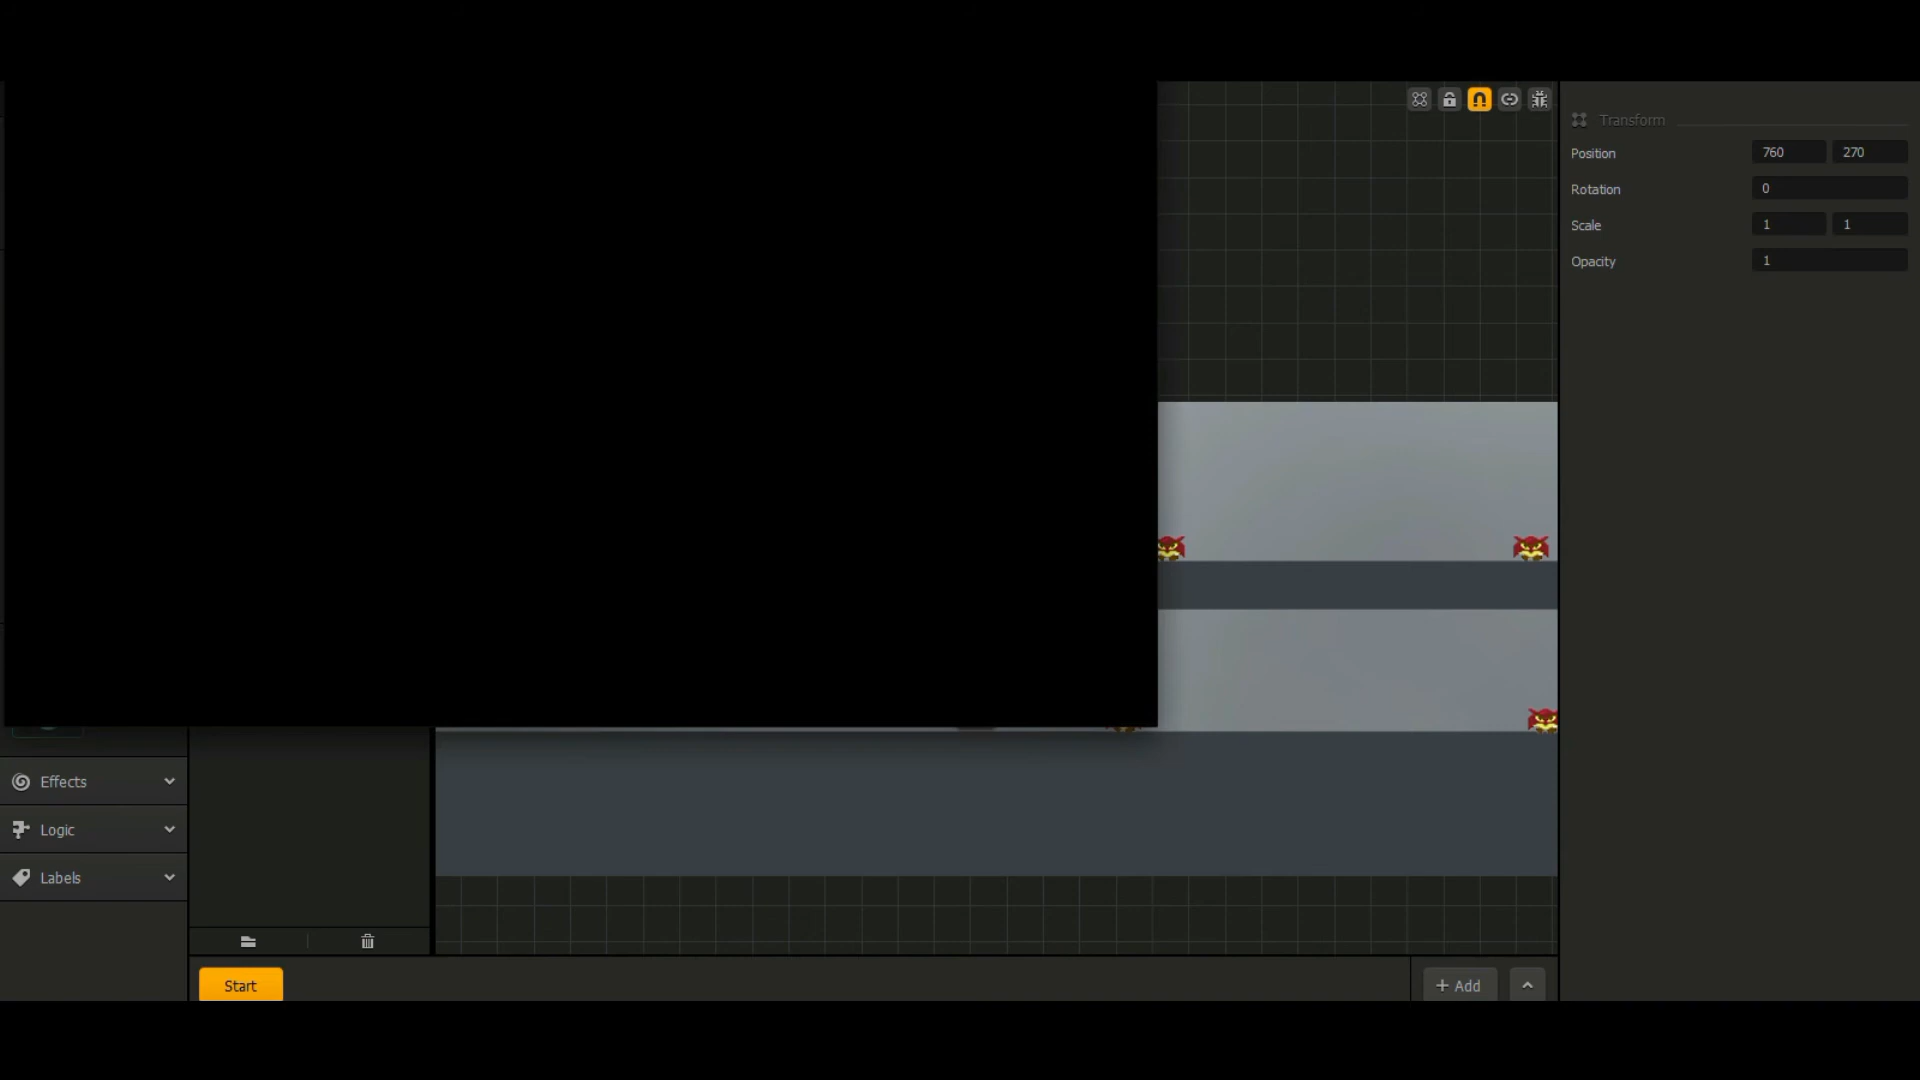 Transform
Position 760 270
Rotation 0
Scale 1 1
Opacity 1
Effects
Logic
Labels
Start
+ Add